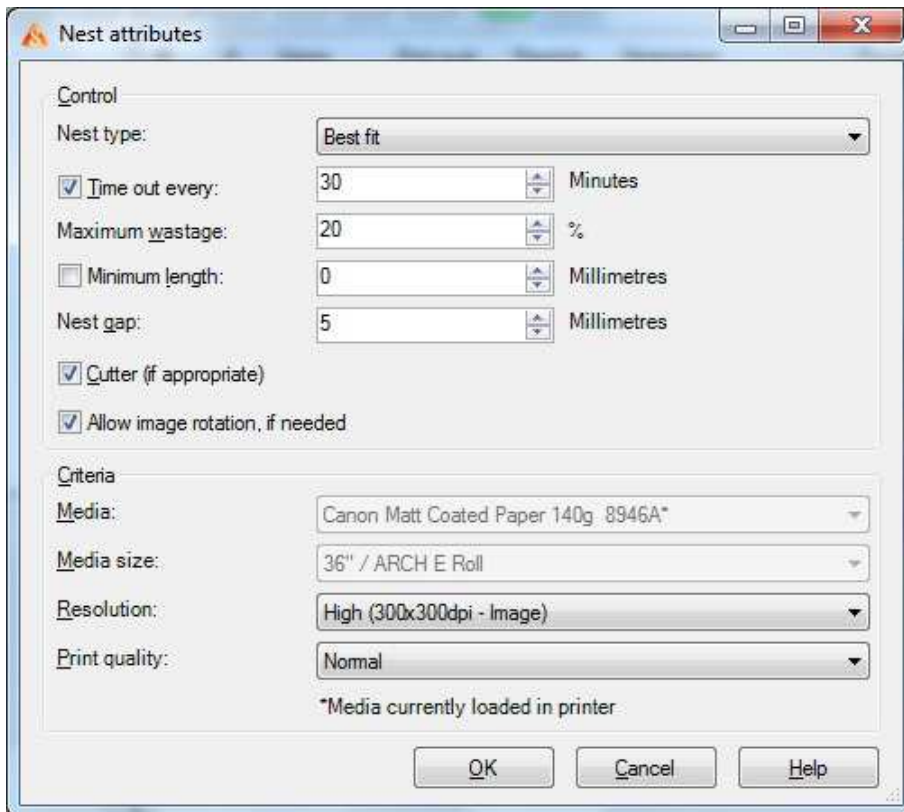 Nest attributes
Control
Nest type: Best fit
Time out every: 30 Minutes
Maximum wastage: 20 %
Minimum length: 0 Millimetres
Nest gap: 5 Millimetres
Cutter (if appropriate)
Allow image rotation, if needed
Criteria
Media: Canon Matt Coated Paper 140g 8946A*
Media size: 36" / ARCH E Roll
Resolution: High (300x300dpi - Image)
Print quality: Normal
*Media currently loaded in printer
OK Cancel Help